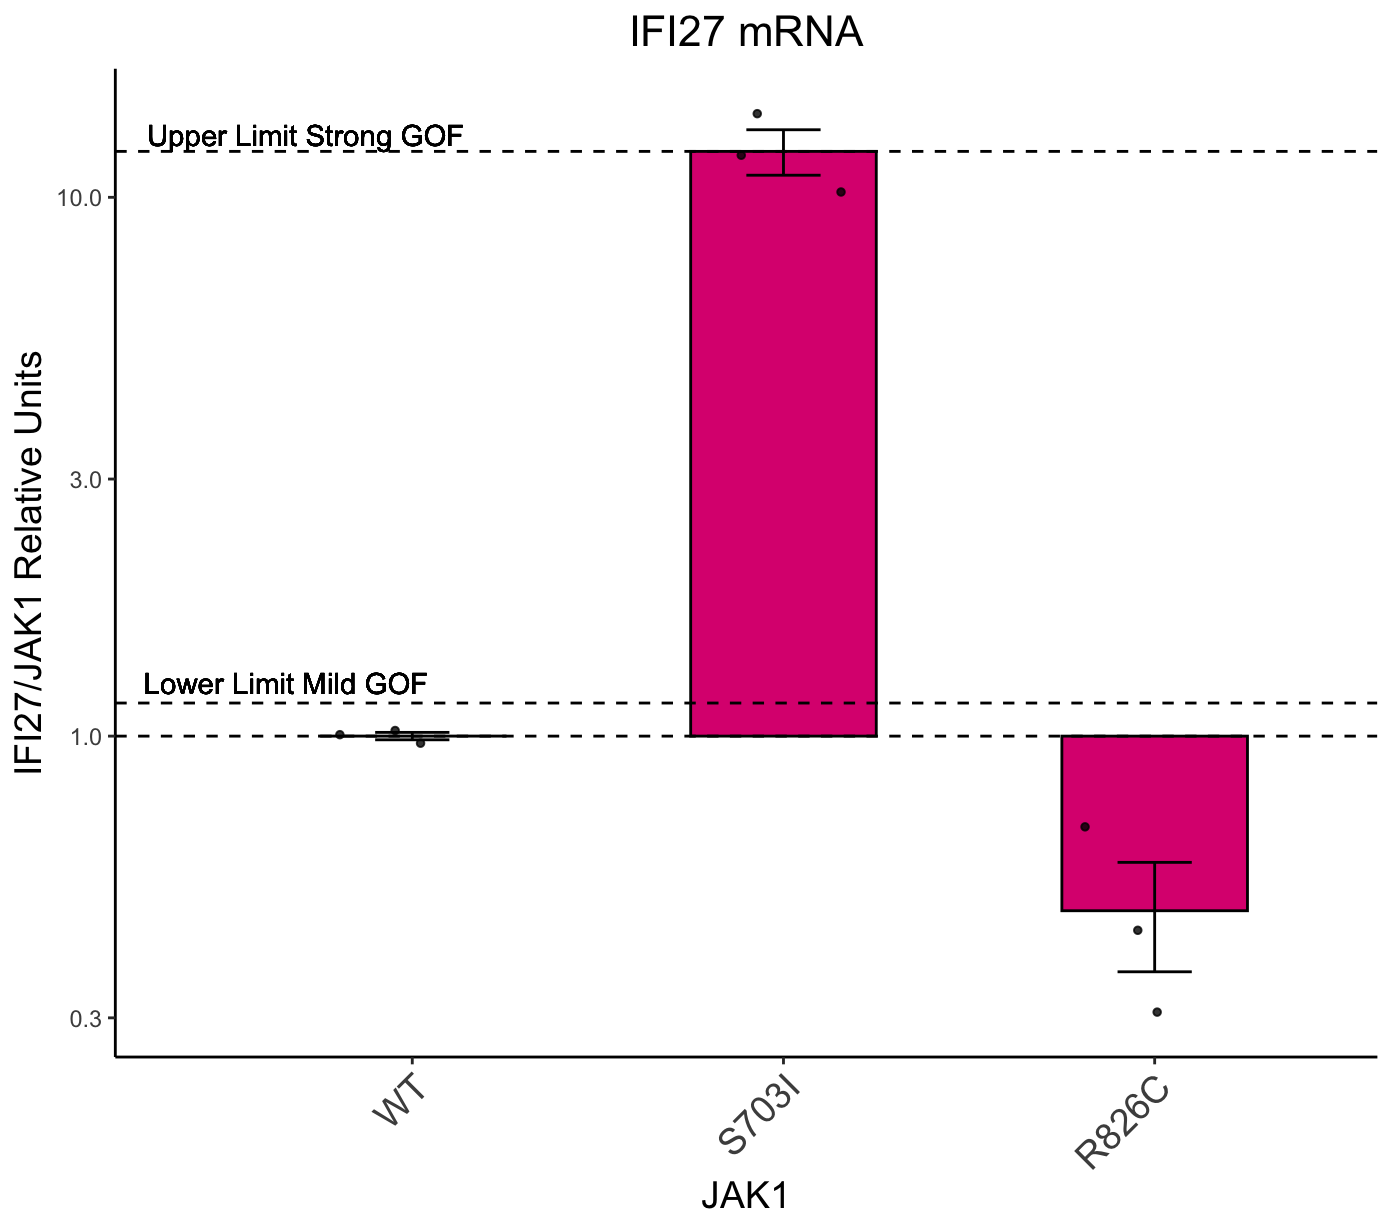 IFI27 mRNA
Upper Limit Strong GOF
10.0
3.0
Lower Limit Mild GOF
1.0
0.3
IFI27/JAK1 Relative Units
WT
S703I
R826C
JAK1